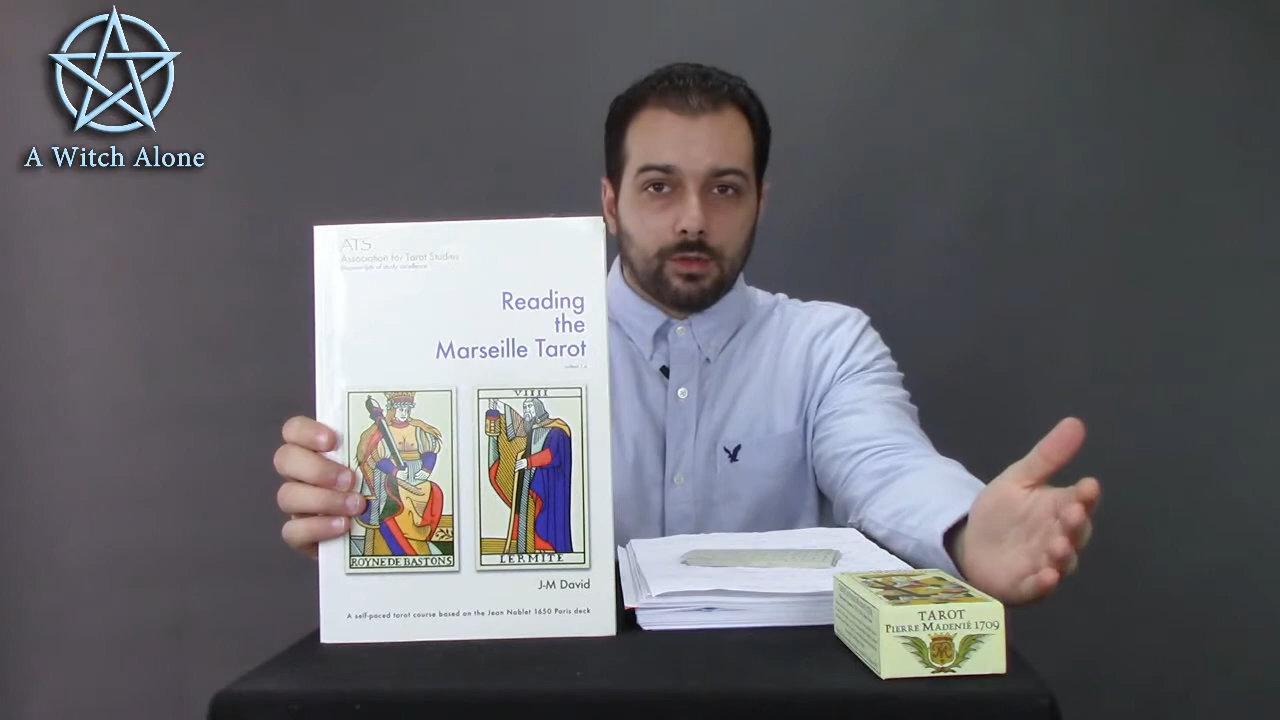 A Witch Alone
ATS
Association for Tarot Studies
Reading
the
Marseille Tarot
VIIII
ROYNE DE BASTONS
LERMITE
J-M David
A self-paced tarot course based on the Jean Noblet 1650 Paris deck
TAROT
PIERRE MADENIÉ 1709